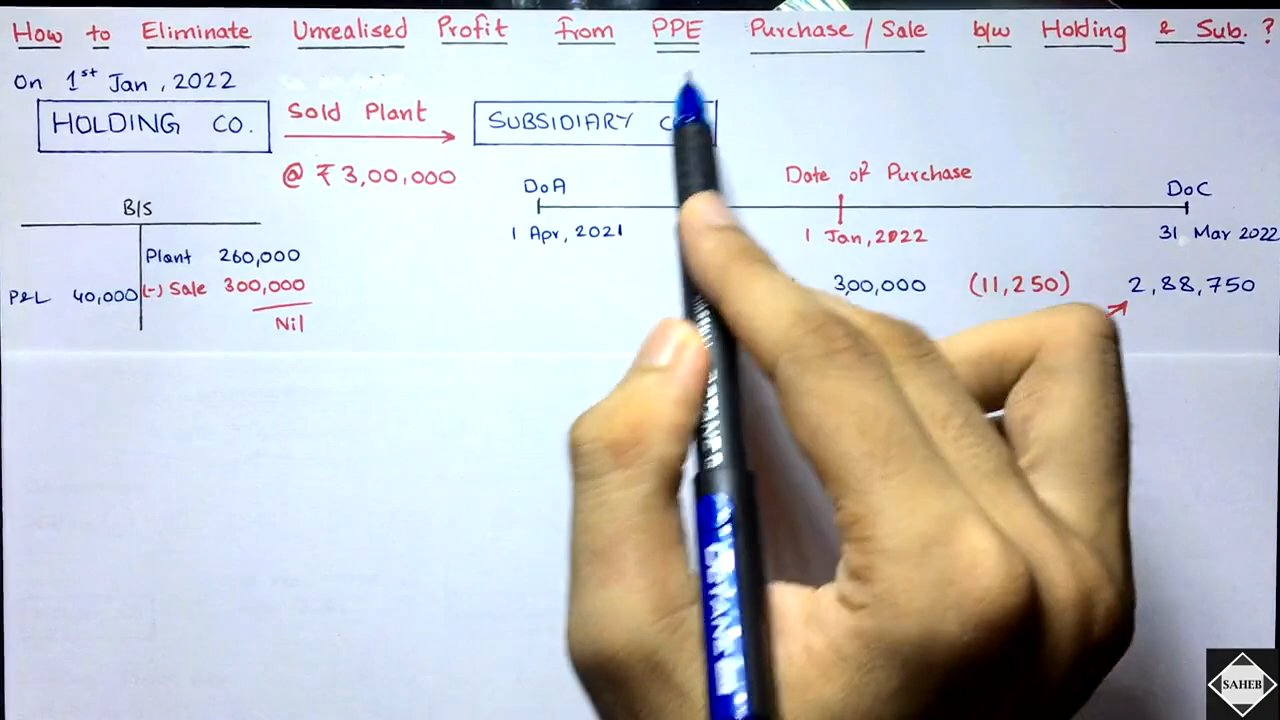 How to Eliminate Unrealised Profit from PPE Purchase / Sale b/w Holding & Sub. ?
On 1st Jan, 2022
HOLDING CO. Sold Plant SUBSIDIARY
@ ₹ 3,00,000
DoA Date of Purchase DoC
1 Apr, 2021 1 Jan, 2022 31 Mar 2022
B/S
Plant 260,000
P&L 40,000 (-) Sale 300,000
Nil
3,00,000 (11,250) 2,88,750
SAHEB